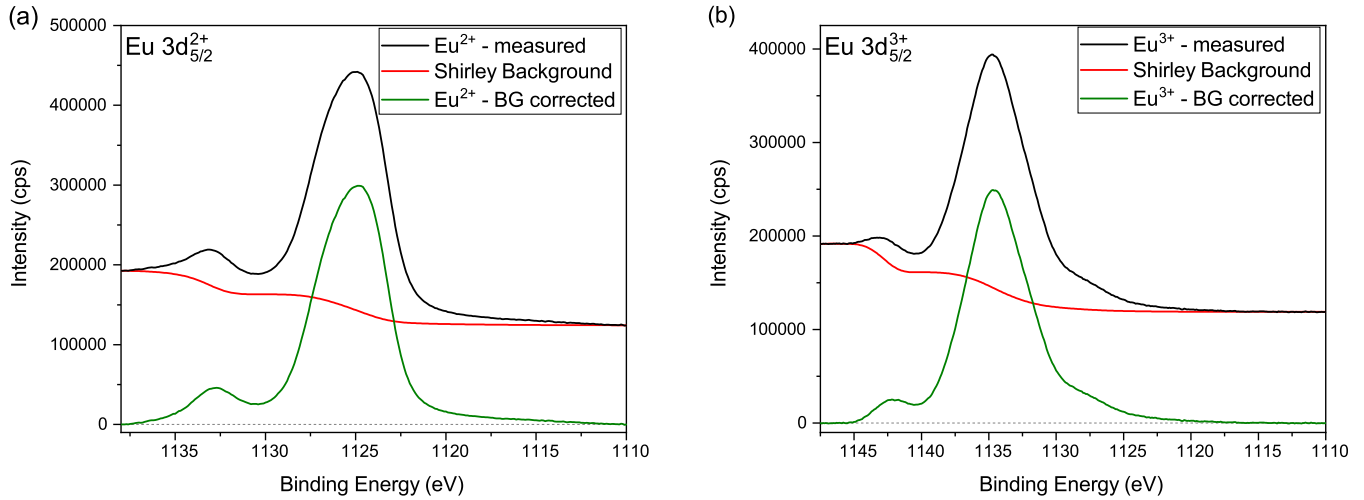 (a)
Eu 3d₅/₂²⁺
Eu²⁺ - measured
Shirley Background
Eu²⁺ - BG corrected
500000
400000
300000
200000
100000
0
Intensity (cps)
1135
1130
1125
1120
1115
1110
Binding Energy (eV)
(b)
Eu 3d₅/₂³⁺
Eu³⁺ - measured
Shirley Background
Eu³⁺ - BG corrected
400000
300000
200000
100000
0
Intensity (cps)
1145
1140
1135
1130
1125
1120
1115
1110
Binding Energy (eV)